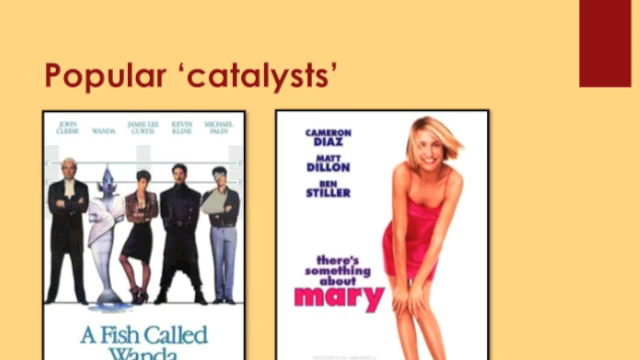 Popular ‘catalysts’
JOHN CLEESE
WANDA
JAMIE LEE CURTIS
KEVIN KLINE
MICHAEL PALIN
A Fish Called
Wanda
CAMERON
DIAZ
MATT
DILLON
BEN
STILLER
there's
something
about
mary